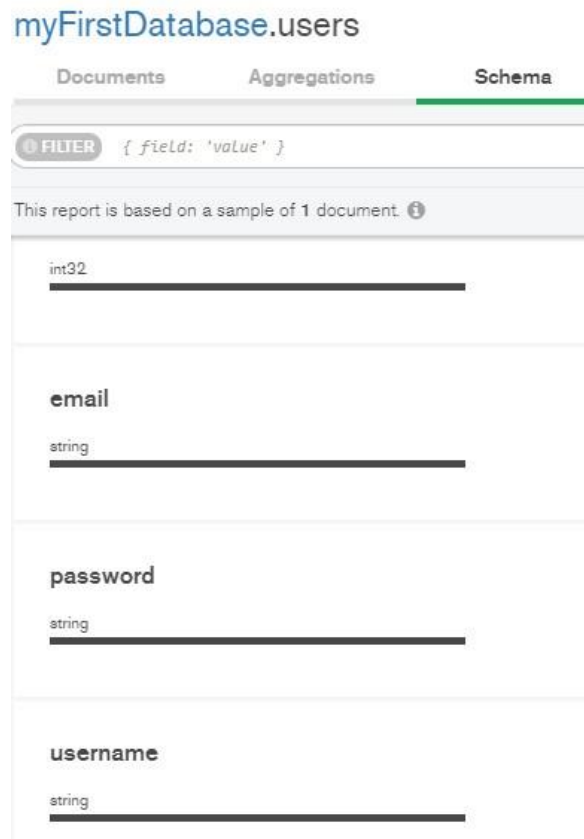 myFirstDatabase.users
Documents Aggregations Schema
FILTER { field: 'value' }
This report is based on a sample of 1 document.
int32
email
string
password
string
username
string